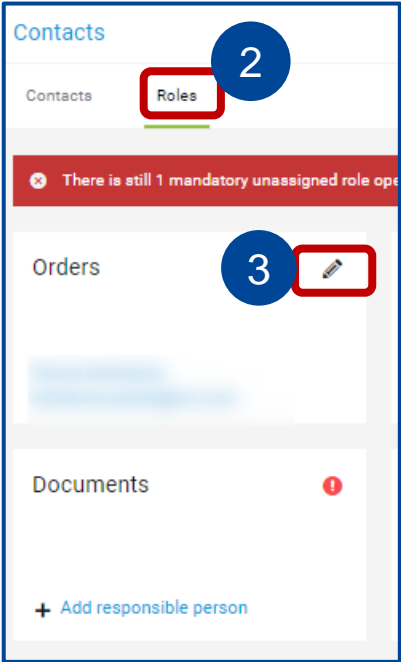 Contacts
2
Contacts Roles
There is still 1 mandatory unassigned role ope
Orders
3
Documents
+ Add responsible person